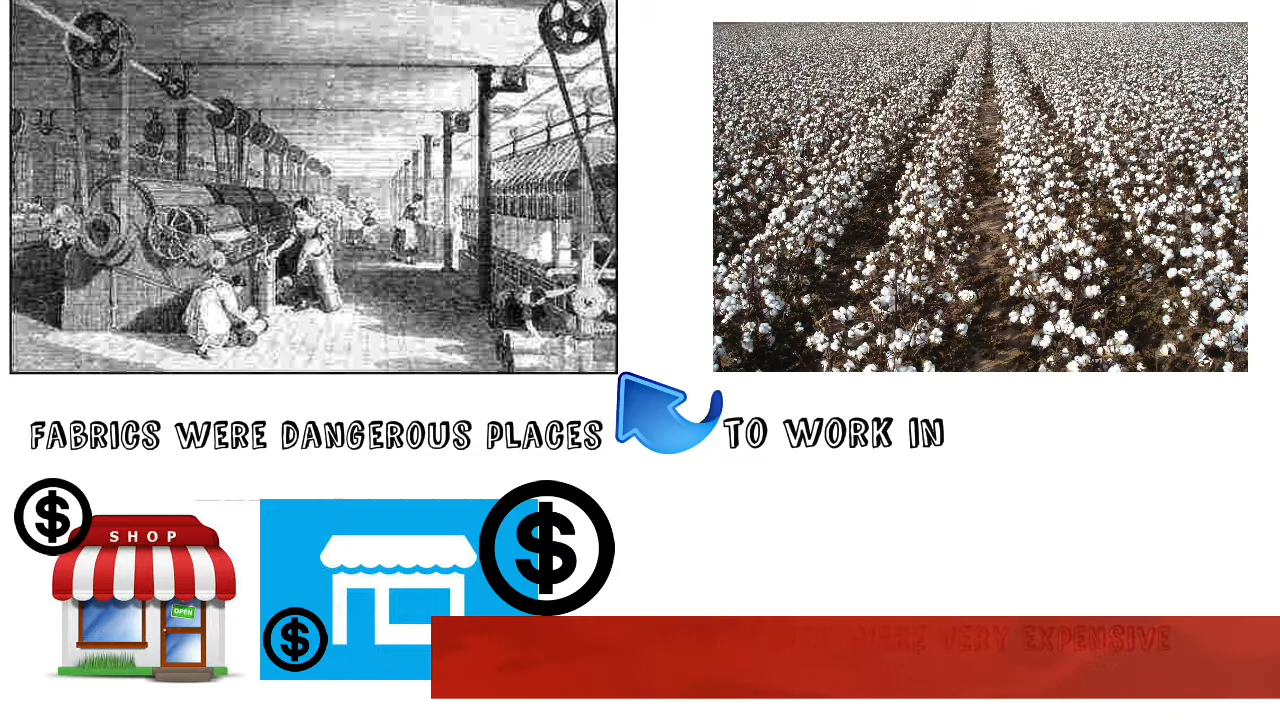 FABRICS WERE DANGEROUS PLACES TO WORK IN
SHOP
OPEN
WERE VERY EXPENSIVE